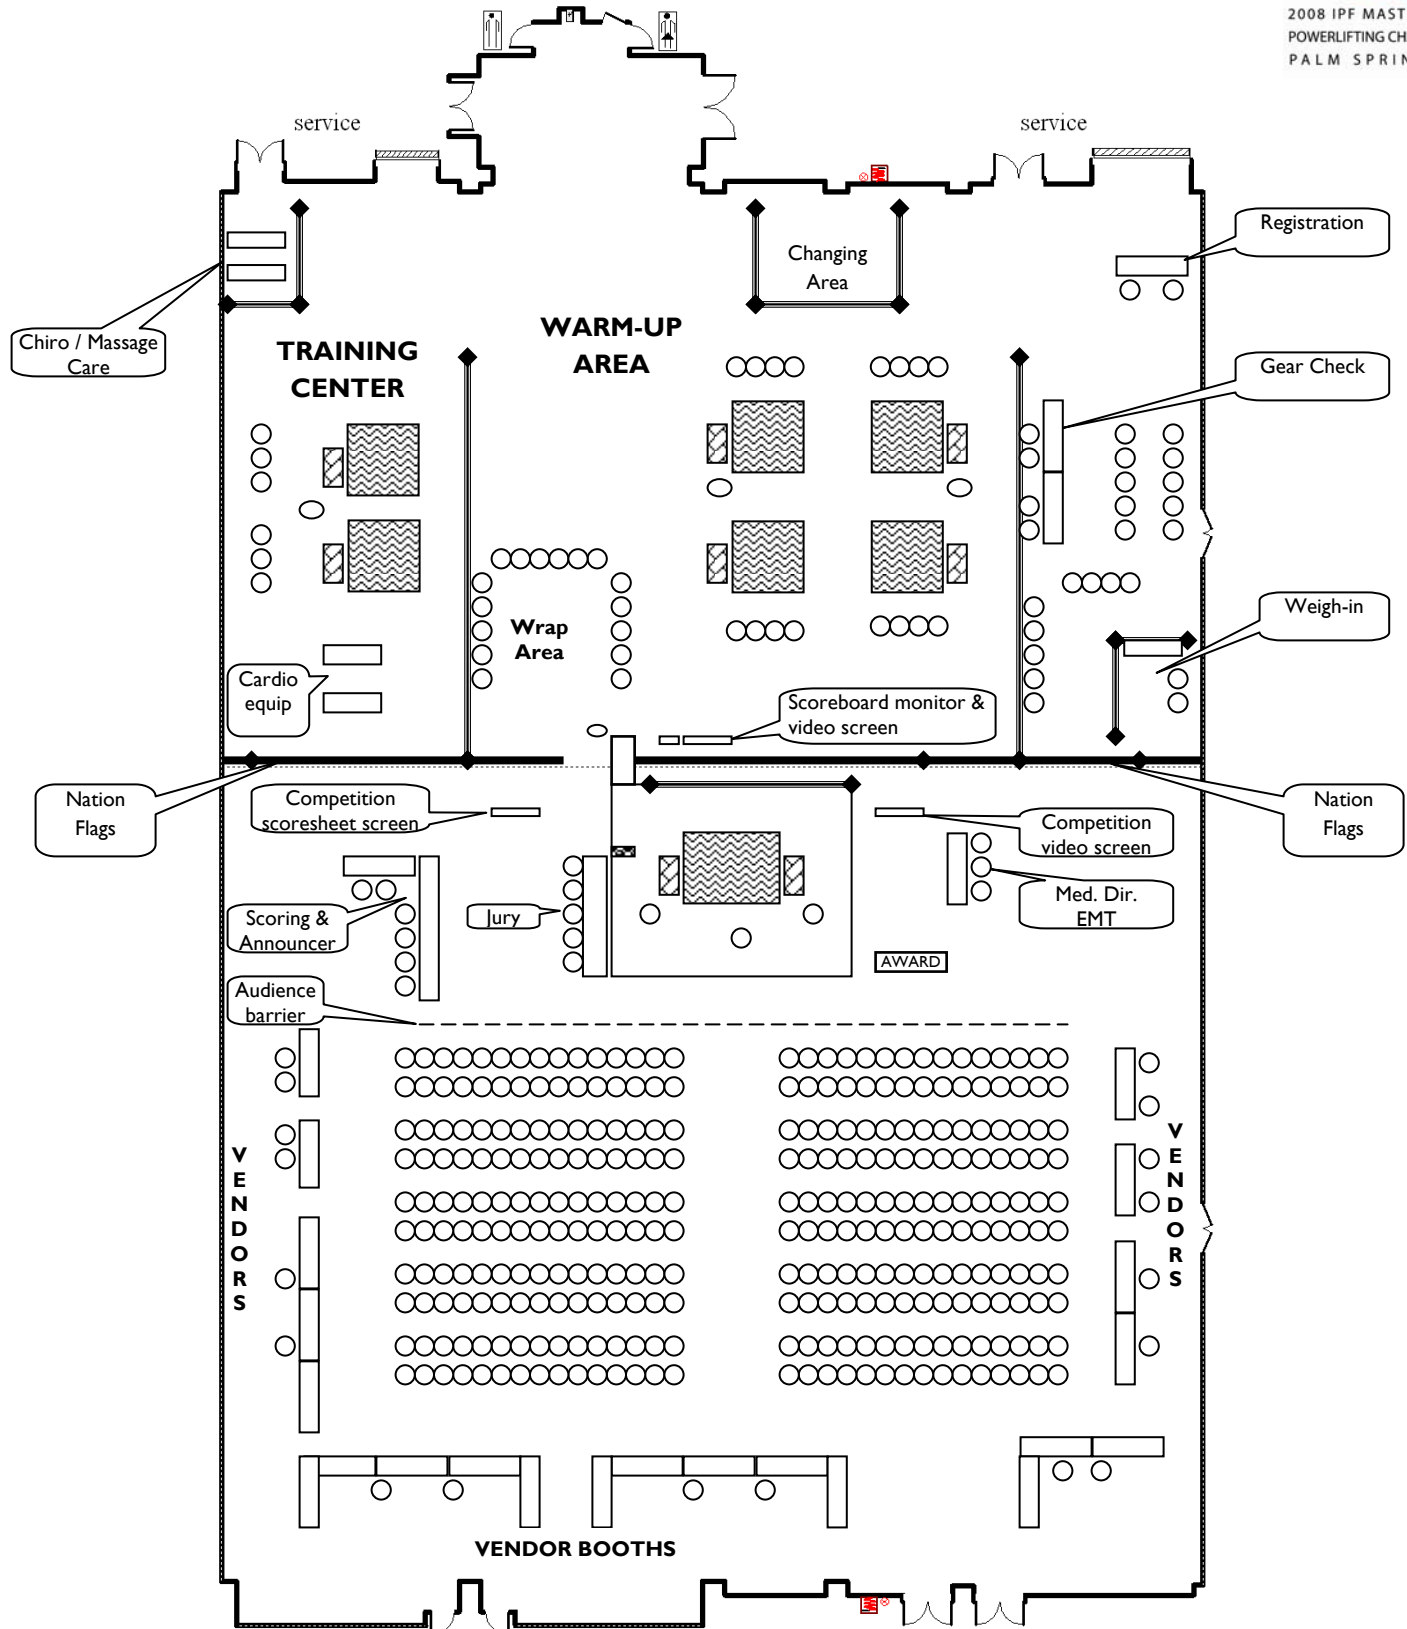 2008 IPF MAST
POWERLIFTING CH
PALM SPRIN
service
service
Registration
Changing
Area
Chiro / Massage
Care
TRAINING
CENTER
WARM-UP
AREA
Gear Check
Wrap
Area
Weigh-in
Cardio
equip
Scoreboard monitor &
video screen
Nation
Flags
Competition
scoresheet screen
Competition
video screen
Nation
Flags
Scoring &
Announcer
Jury
Med. Dir.
EMT
AWARD
Audience
barrier
VENDORS
VENDORS
VENDOR BOOTHS